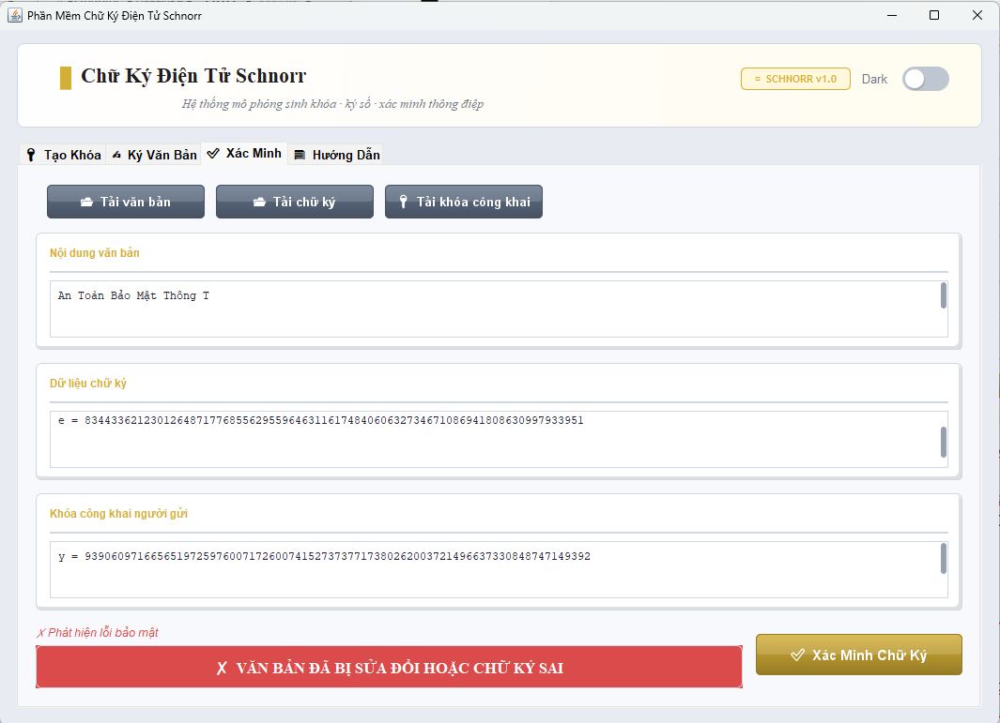 Phần Mềm Chữ Ký Điện Tử Schnorr
Chữ Ký Điện Tử Schnorr
SCHNORR v1.0
Dark
Hệ thống mô phỏng sinh khóa · ký số · xác minh thông điệp
Tạo Khóa
Ký Văn Bản
Xác Minh
Hướng Dẫn
Tải văn bản
Tải chữ ký
Tải khóa công khai
Nội dung văn bản
An Toàn Bảo Mật Thông T
Dữ liệu chữ ký
e = 8344336212301264871776855629559646311617484060632734671086941808630997933951
Khóa công khai người gửi
y = 93906097166565197259760071726007415273737717380262003721496637330848747149392
✗ Phát hiện lỗi bảo mật
✗ VĂN BẢN ĐÃ BỊ SỬA ĐỔI HOẶC CHỮ KÝ SAI
Xác Minh Chữ Ký